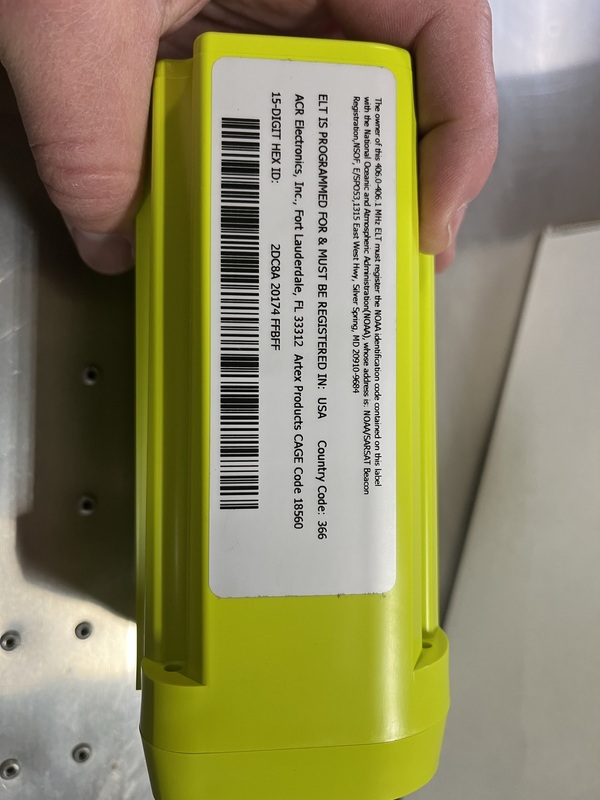 The owner of this 406.0-406.1 MHz ELT must register the NOAA identification code contained on this label
with the National Oceanic and Atmospheric Administration(NOAA), whose address is: NOAA/SARSAT Beacon
Registration,NSOF, E/SPO53,1315 East West Hwy, Silver Spring, MD 20910-9684
ELT IS PROGRAMMED FOR & MUST BE REGISTERED IN: USA Country Code: 366
ACR Electronics, Inc., Fort Lauderdale, FL 33312 Artex Products CAGE Code 18560
15-DIGIT HEX ID: 2DC8A 20174 FFBFF